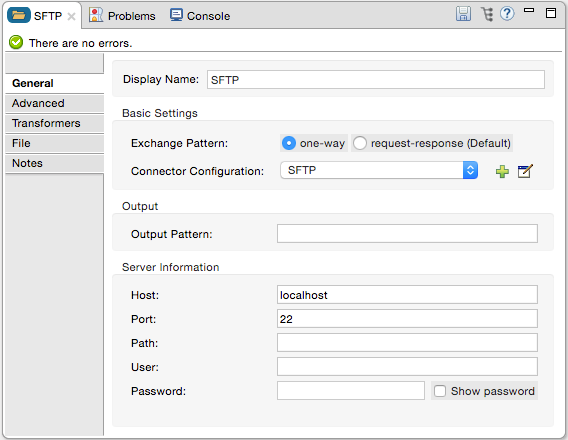 SFTP Problems Console
There are no errors.
General
Advanced
Transformers
File
Notes
Display Name: SFTP
Basic Settings
Exchange Pattern: one-way request-response (Default)
Connector Configuration: SFTP
Output
Output Pattern:
Server Information
Host: localhost
Port: 22
Path:
User:
Password: Show password